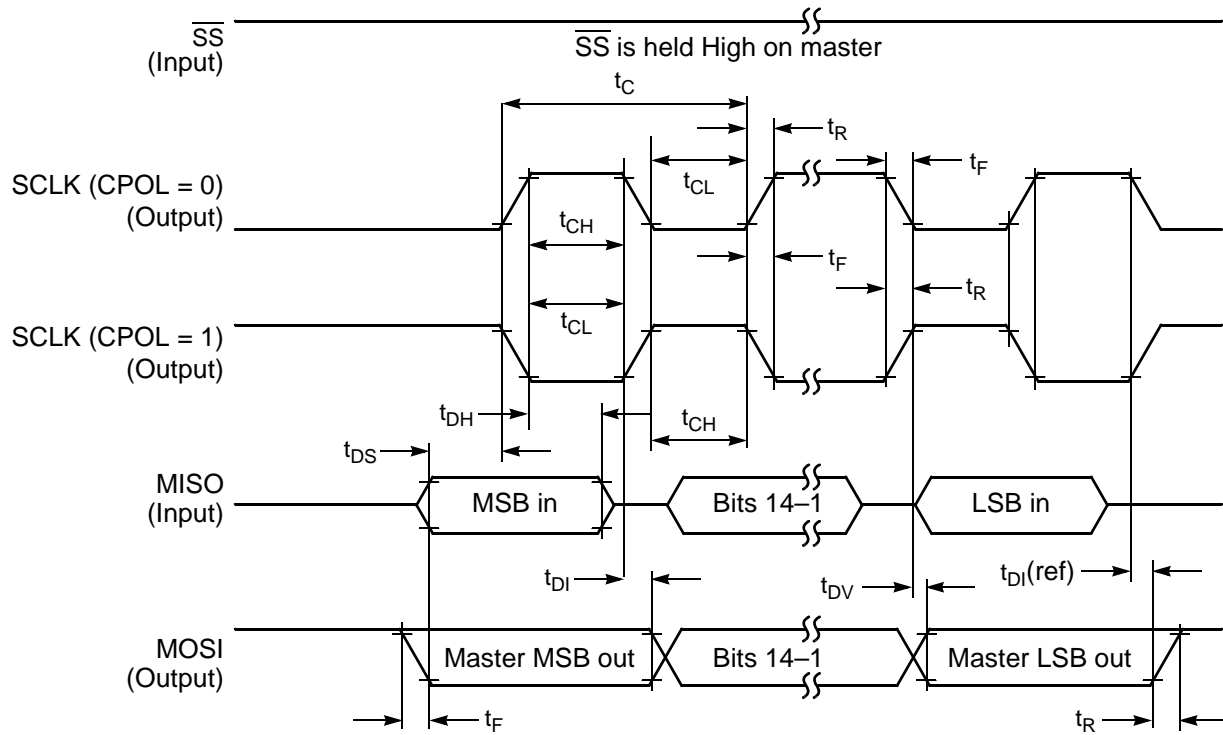 SS
(Input)
SS is held High on master
tC
tR
tF
tCL
SCLK (CPOL = 0)
(Output)
tCH
tF
tR
tCL
SCLK (CPOL = 1)
(Output)
tDH
tCH
tDS
MISO
(Input)
MSB in
Bits 14–1
LSB in
tDI
tDV
tDI(ref)
MOSI
(Output)
Master MSB out
Bits 14–1
Master LSB out
tF
tR